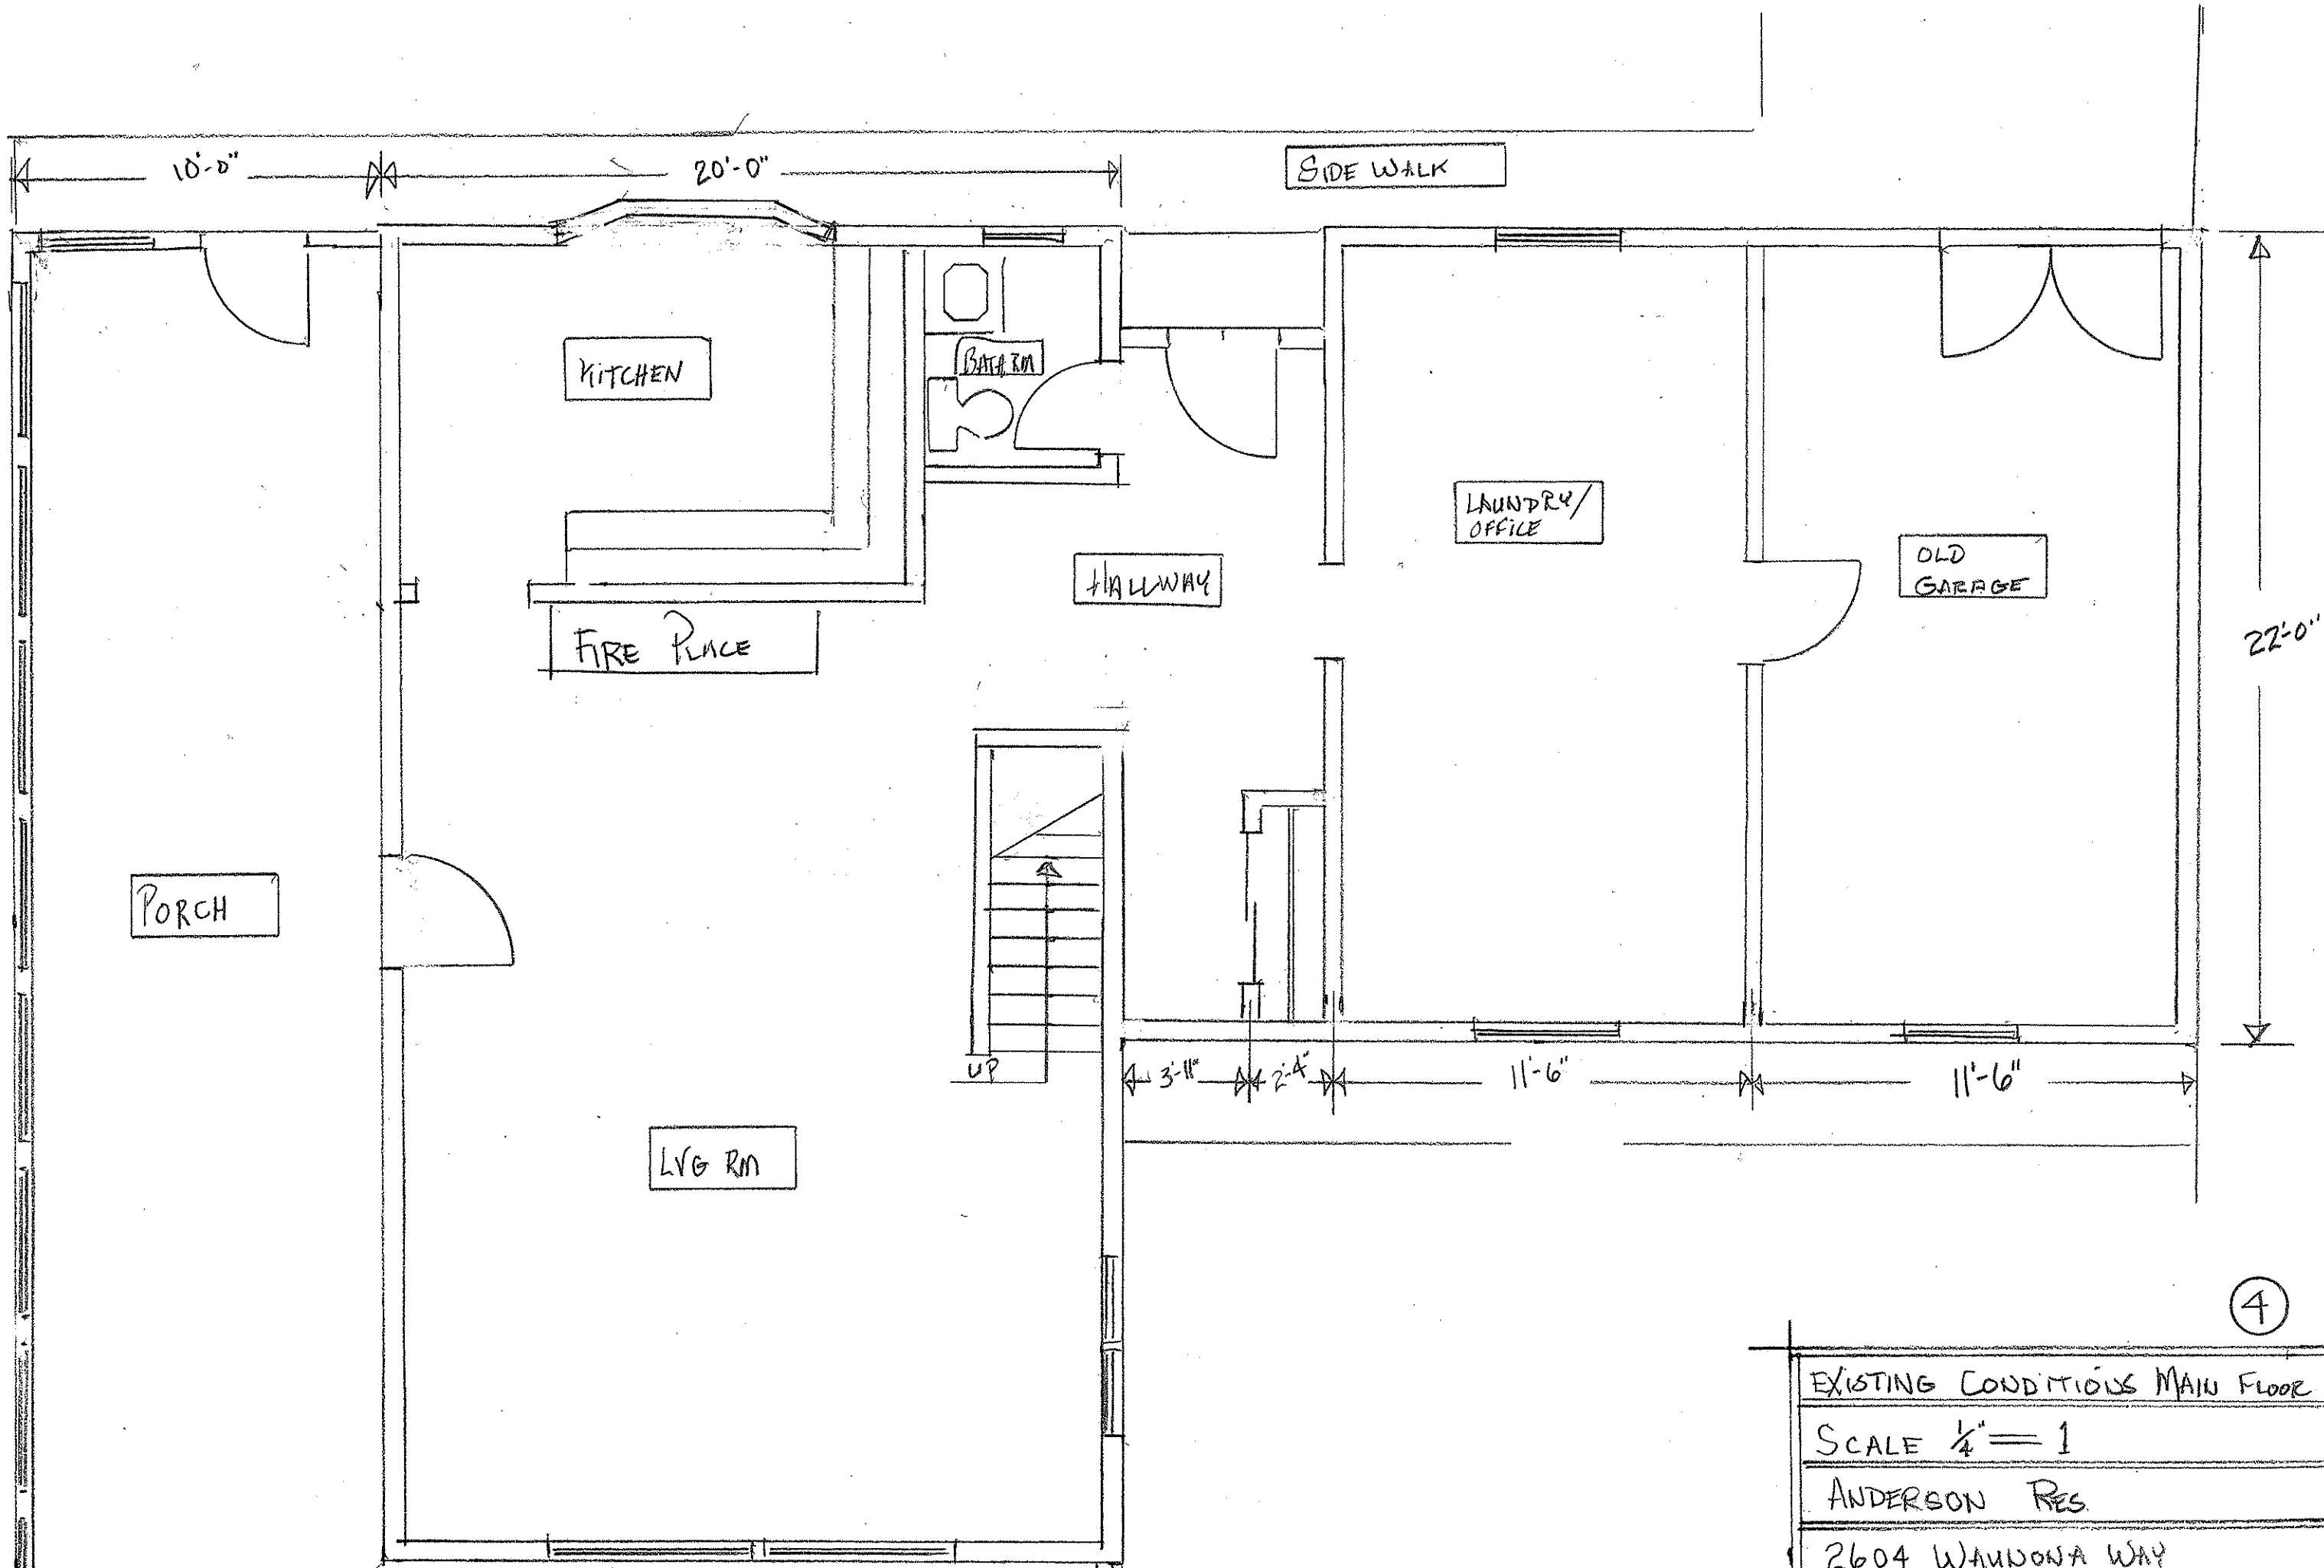 10'-0"
20'-0"
SIDE WALK
KITCHEN
BATH RM
LAUNDRY/
OFFICE
HALLWAY
OLD
GARAGE
22'-0"
FIRE PLACE
PORCH
UP
3'-11"
2'-4"
11'-6"
11'-6"
LVG RM
4
EXISTING CONDITIONS MAIN FLOOR
SCALE 1/4" = 1
ANDERSON RES.
2604 WAUNONA WAY